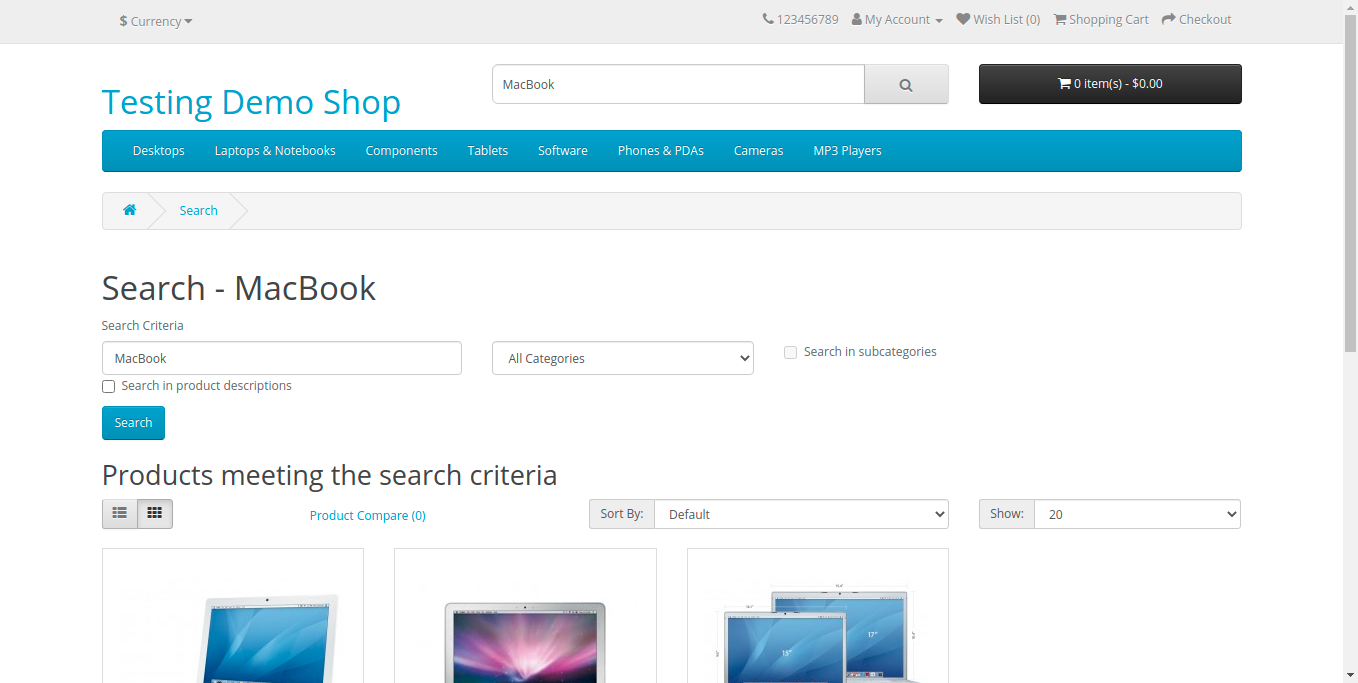 $ Currency
123456789 My Account Wish List (0) Shopping Cart Checkout
Testing Demo Shop
MacBook
0 item(s) - $0.00
Desktops Laptops & Notebooks Components Tablets Software Phones & PDAs Cameras MP3 Players
Search
Search - MacBook
Search Criteria
MacBook
All Categories
Search in subcategories
Search in product descriptions
Search
Products meeting the search criteria
Product Compare (0)
Sort By: Default
Show: 20
17"
15"